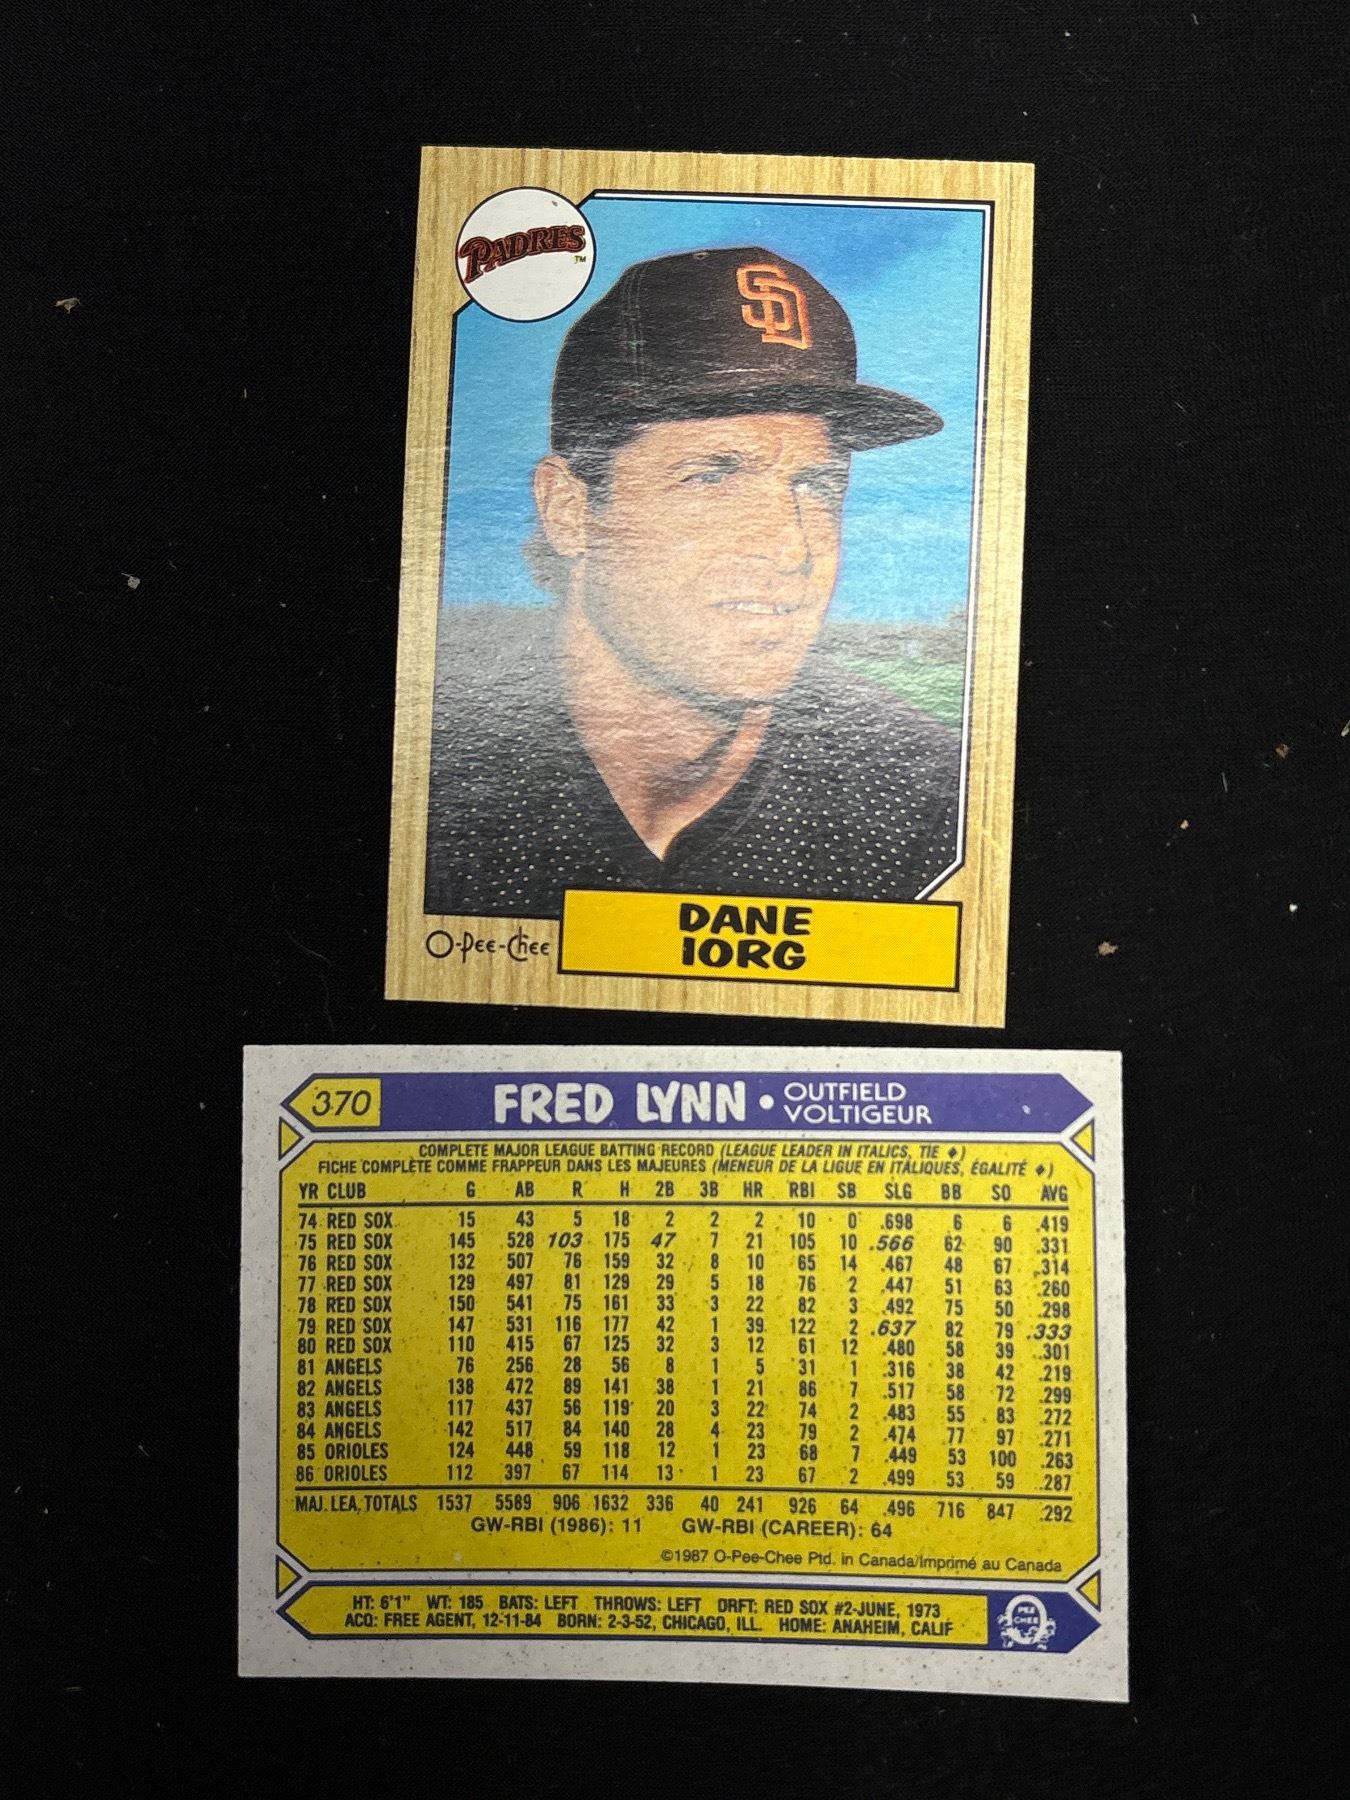 PADRES
TM
SD
O-Pee-Chee
DANE
IORG
370
FRED LYNN • OUTFIELD
VOLTIGEUR
COMPLETE MAJOR LEAGUE BATTING RECORD (LEAGUE LEADER IN ITALICS, TIE ♦)
FICHE COMPLÈTE COMME FRAPPEUR DANS LES MAJEURES (MENEUR DE LA LIGUE EN ITALIQUES, ÉGALITÉ ♦)
YR CLUB G AB R H 2B 3B HR RBI SB SLG BB SO AVG
74 RED SOX 15 43 5 18 2 2 2 10 0 .698 6 6 .419
75 RED SOX 145 528 103 175 47 7 21 105 10 .566 62 90 .331
76 RED SOX 132 507 76 159 32 8 10 65 14 .467 48 67 .314
77 RED SOX 129 497 81 129 29 5 18 76 2 .447 51 63 .260
78 RED SOX 150 541 75 161 33 3 22 82 3 .492 75 50 .298
79 RED SOX 147 531 116 177 42 1 39 122 2 .637 82 79 .333
80 RED SOX 110 415 67 125 32 3 12 61 12 .480 58 39 .301
81 ANGELS 76 256 28 56 8 1 5 31 1 .316 38 42 .219
82 ANGELS 138 472 89 141 38 1 21 86 7 .517 58 72 .299
83 ANGELS 117 437 56 119 20 3 22 74 2 .483 55 83 .272
84 ANGELS 142 517 84 140 28 4 23 79 2 .474 77 97 .271
85 ORIOLES 124 448 59 118 12 1 23 68 7 .449 53 100 .263
86 ORIOLES 112 397 67 114 13 1 23 67 2 .499 53 59 .287
MAJ. LEA. TOTALS 1537 5589 906 1632 336 40 241 926 64 .496 716 847 .292
GW-RBI (1986): 11 GW-RBI (CAREER): 64
©1987 O-Pee-Chee Ptd. in Canada/Imprimé au Canada
HT: 6'1" WT: 185 BATS: LEFT THROWS: LEFT DRFT: RED SOX #2-JUNE, 1973
ACQ: FREE AGENT, 12-11-84 BORN: 2-3-52, CHICAGO, ILL. HOME: ANAHEIM, CALIF
PEE
CHEE